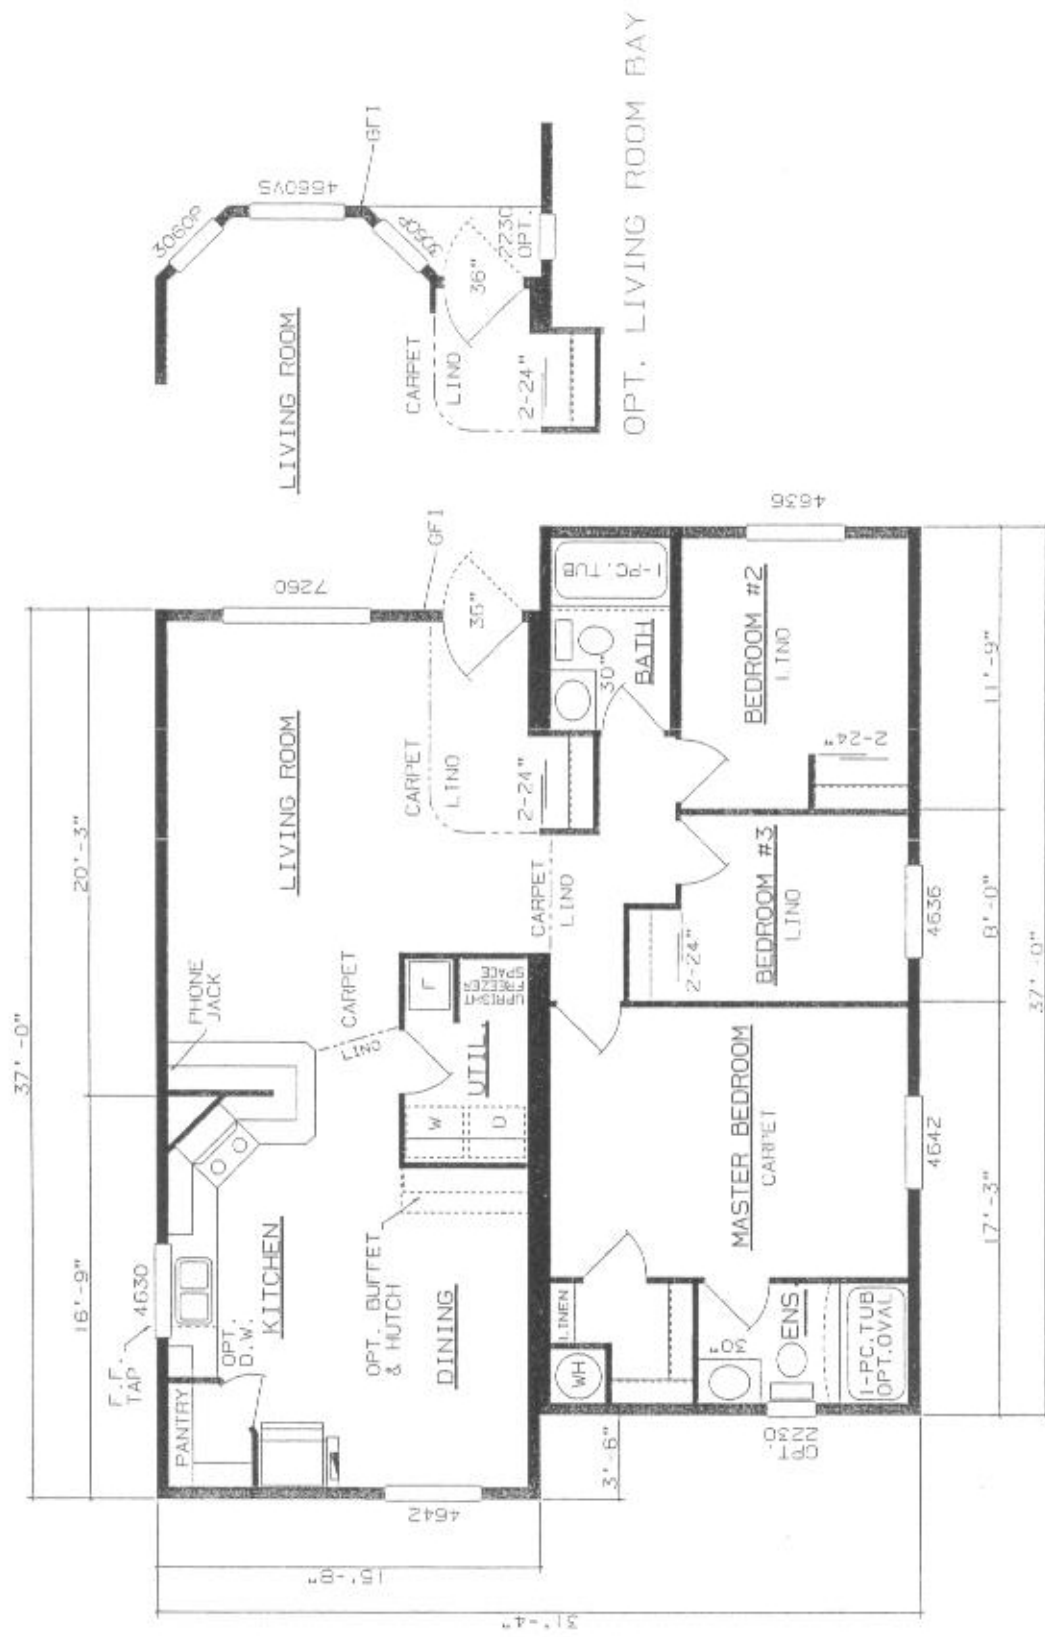 37'-0"
16'-9"
20'-3"
F.F.
TAP
4630
PANTRY
OPT.
D.W.
KITCHEN
PHONE
JACK
LINO
CARPET
OPT. BUFFET
& HUTCH
DINING
4642
W
D
UTIL.
F
UPRIGHT
FREEZER
SPACE
LIVING ROOM
7260
GFI
36"
CARPET
LINO
2-24"
CARPET
LINO
30"
BATH
1-PC. TUB
BEDROOM #2
LINO
2-24"
4636
BEDROOM #3
LINO
2-24"
4636
MASTER BEDROOM
CARPET
4642
LINEN
WH
30"
ENS.
1-PC. TUB
OPT. OVAL
OPT.
2230
3'-6"
15'-8"
31'-4"
17'-3"
8'-0"
11'-9"
37'-0"
3060P
4660VS
3060P
GFI
LIVING ROOM
CARPET
LINO
36"
2230
OPT.
2-24"
OPT. LIVING ROOM BAY